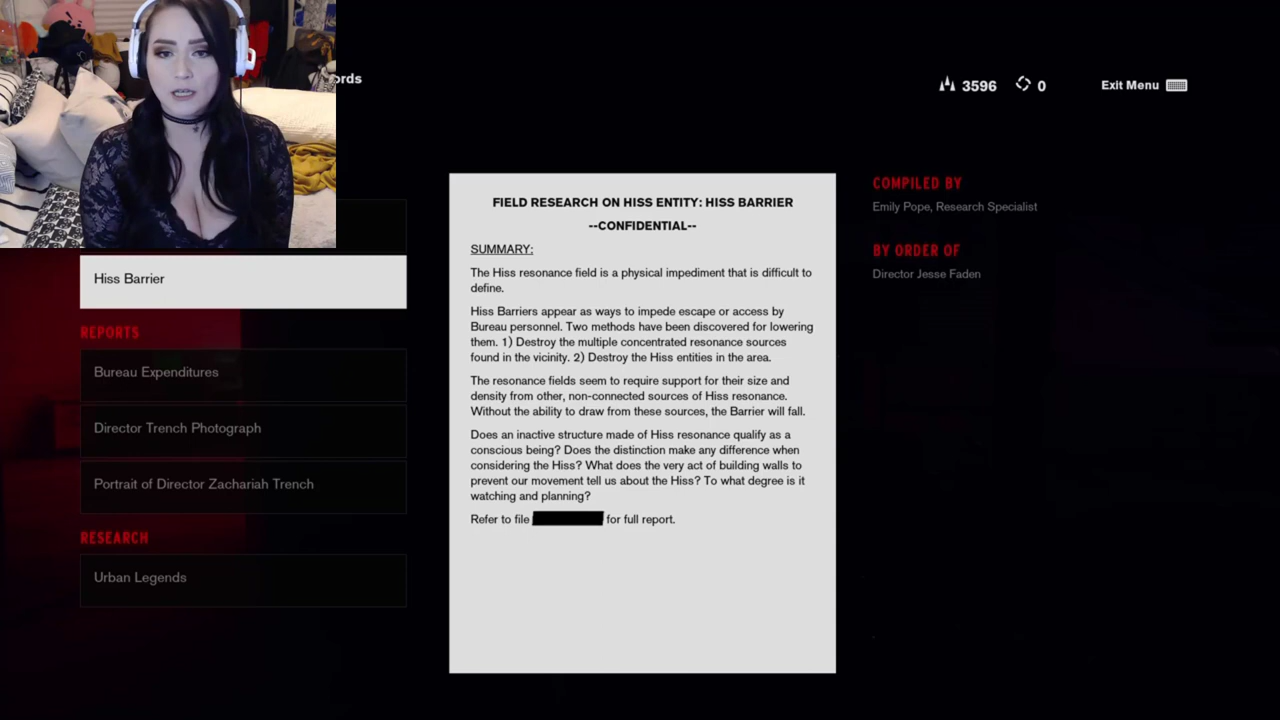 ords
3596
0
Exit Menu
FIELD RESEARCH ON HISS ENTITY: HISS BARRIER
--CONFIDENTIAL--
SUMMARY:
The Hiss resonance field is a physical impediment that is difficult to
define.
Hiss Barriers appear as ways to impede escape or access by
Bureau personnel. Two methods have been discovered for lowering
them. 1) Destroy the multiple concentrated resonance sources
found in the vicinity. 2) Destroy the Hiss entities in the area.
The resonance fields seem to require support for their size and
density from other, non-connected sources of Hiss resonance.
Without the ability to draw from these sources, the Barrier will fall.
Does an inactive structure made of Hiss resonance qualify as a
conscious being? Does the distinction make any difference when
considering the Hiss? What does the very act of building walls to
prevent our movement tell us about the Hiss? To what degree is it
watching and planning?
Refer to file for full report.
COMPILED BY
Emily Pope, Research Specialist
BY ORDER OF
Director Jesse Faden
Hiss Barrier
REPORTS
Bureau Expenditures
Director Trench Photograph
Portrait of Director Zachariah Trench
RESEARCH
Urban Legends